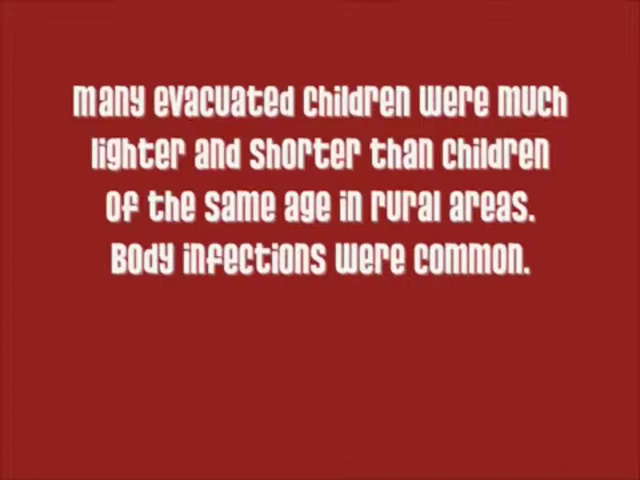 Many evacuated children were much
lighter and shorter than children
of the same age in rural areas.
Body infections were common.